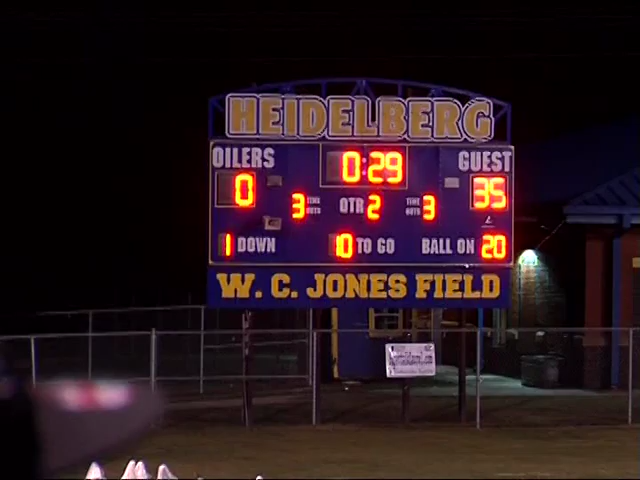 HEIDELBERG
OILERS 0:29 GUEST
0 3 TIME OUTS QTR 2 TIME OUTS 3 35
1 DOWN 10 TO GO BALL ON 20
W. C. JONES FIELD